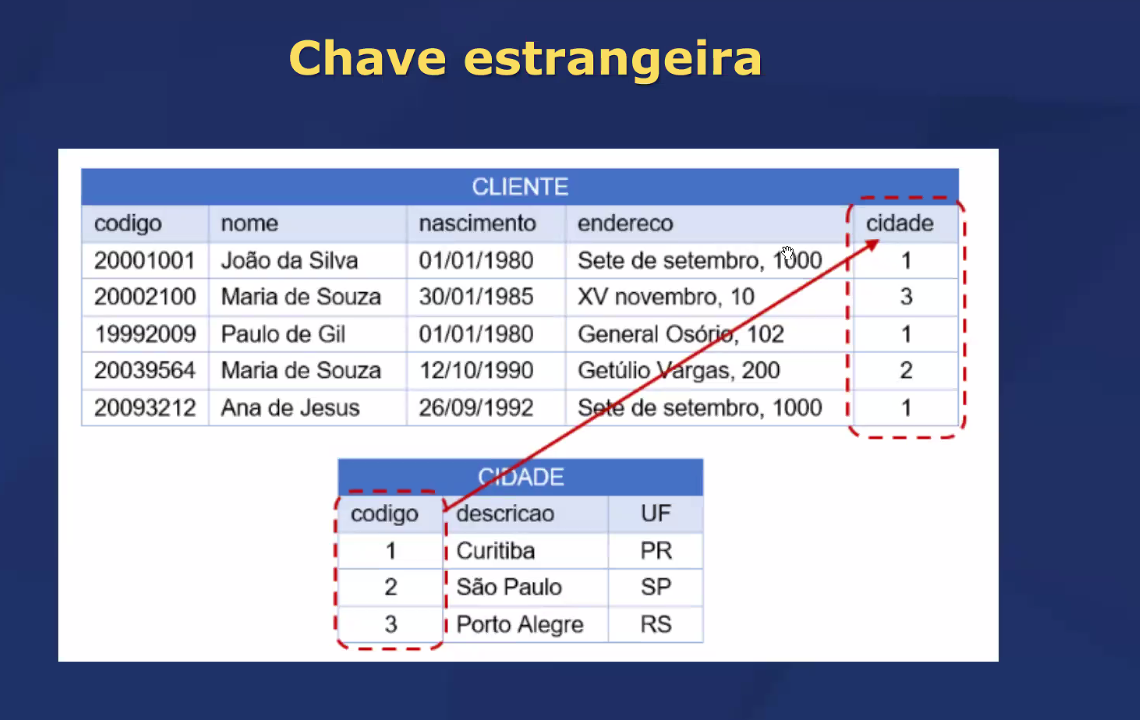 Chave estrangeira
CLIENTE
codigo nome nascimento endereco cidade
20001001 João da Silva 01/01/1980 Sete de setembro, 1000 1
20002100 Maria de Souza 30/01/1985 XV novembro, 10 3
19992009 Paulo de Gil 01/01/1980 General Osório, 102 1
20039564 Maria de Souza 12/10/1990 Getúlio Vargas, 200 2
20093212 Ana de Jesus 26/09/1992 Sete de setembro, 1000 1
CIDADE
codigo descricao UF
1 Curitiba PR
2 São Paulo SP
3 Porto Alegre RS